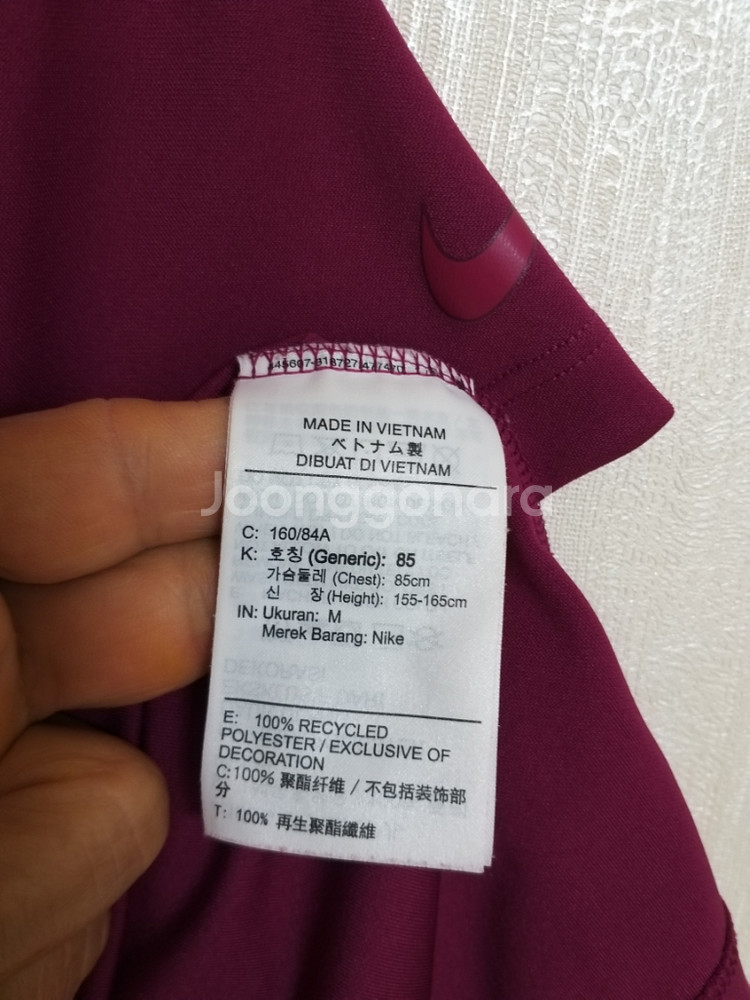 MADE IN VIETNAM
ベトナム製
DIBUAT DI VIETNAM
Joonggonara
C: 160/84A
K: 호칭 (Generic): 85
가슴둘레 (Chest): 85cm
신 장 (Height): 155-165cm
IN: Ukuran: M
Merek Barang: Nike
E: 100% RECYCLED
POLYESTER / EXCLUSIVE OF
DECORATION
C:100% 聚酯纤维 / 不包括装饰部
分
T: 100% 再生聚酯纖維